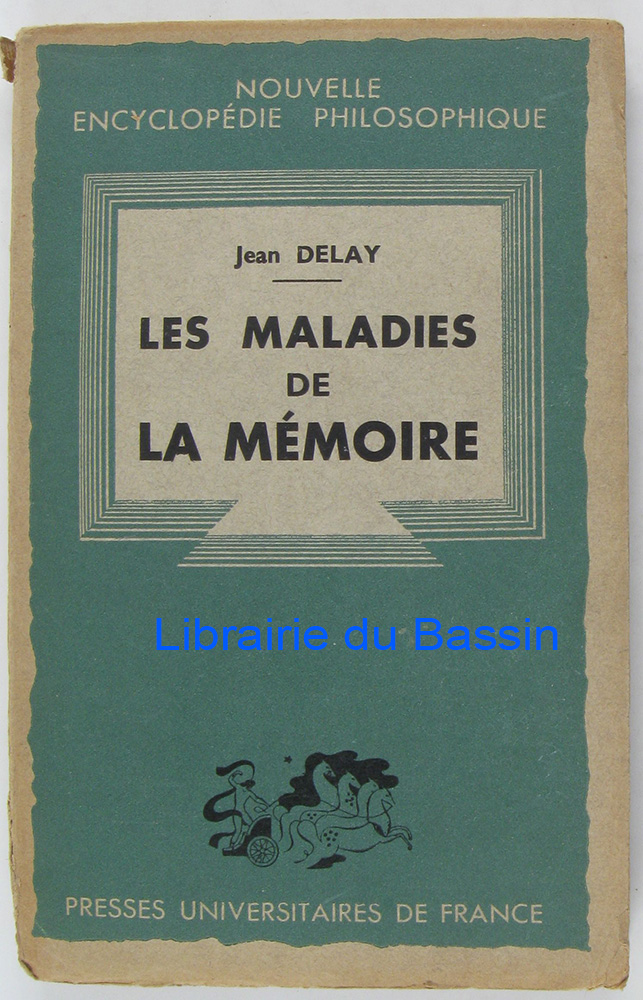 NOUVELLE
ENCYCLOPÉDIE PHILOSOPHIQUE
Jean DELAY
LES MALADIES
DE
LA MÉMOIRE
Librairie du Bassin
PRESSES UNIVERSITAIRES DE FRANCE